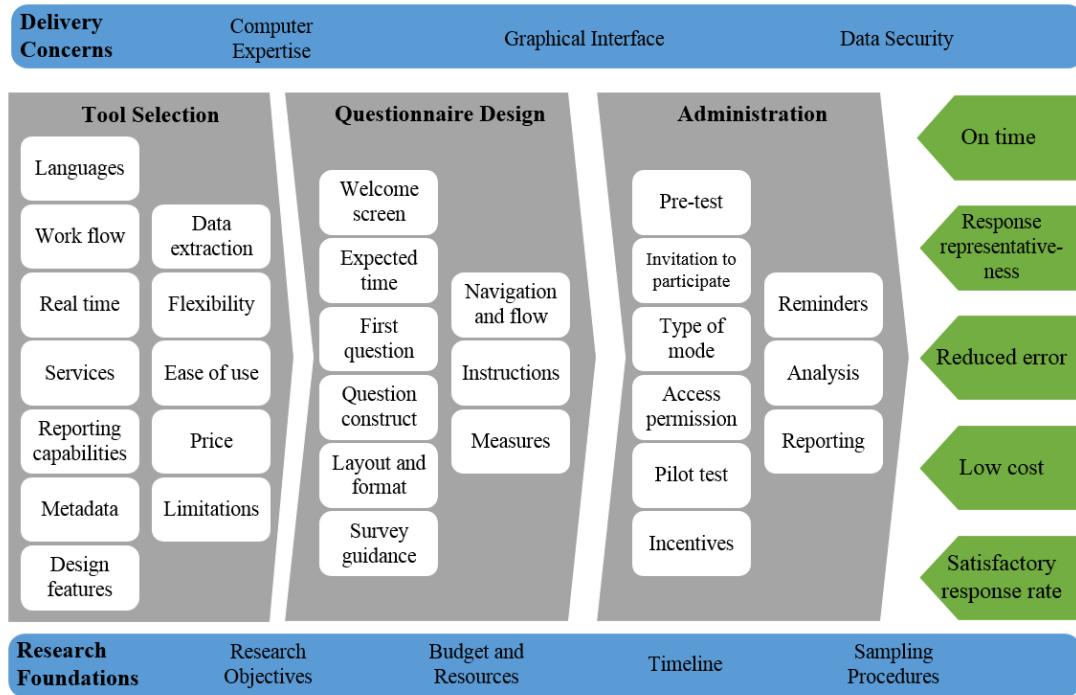 Delivery
Concerns
Computer
Expertise
Graphical Interface
Data Security
Tool Selection
Languages
Work flow
Real time
Services
Reporting
capabilities
Metadata
Design
features
Data
extraction
Flexibility
Ease of use
Price
Limitations
Questionnaire Design
Welcome
screen
Expected
time
First
question
Question
construct
Layout and
format
Survey
guidance
Navigation
and flow
Instructions
Measures
Administration
Pre-test
Invitation to
participate
Type of
mode
Access
permission
Pilot test
Incentives
Reminders
Analysis
Reporting
On time
Response
representative-
ness
Reduced error
Low cost
Satisfactory
response rate
Research
Foundations
Research
Objectives
Budget and
Resources
Timeline
Sampling
Procedures